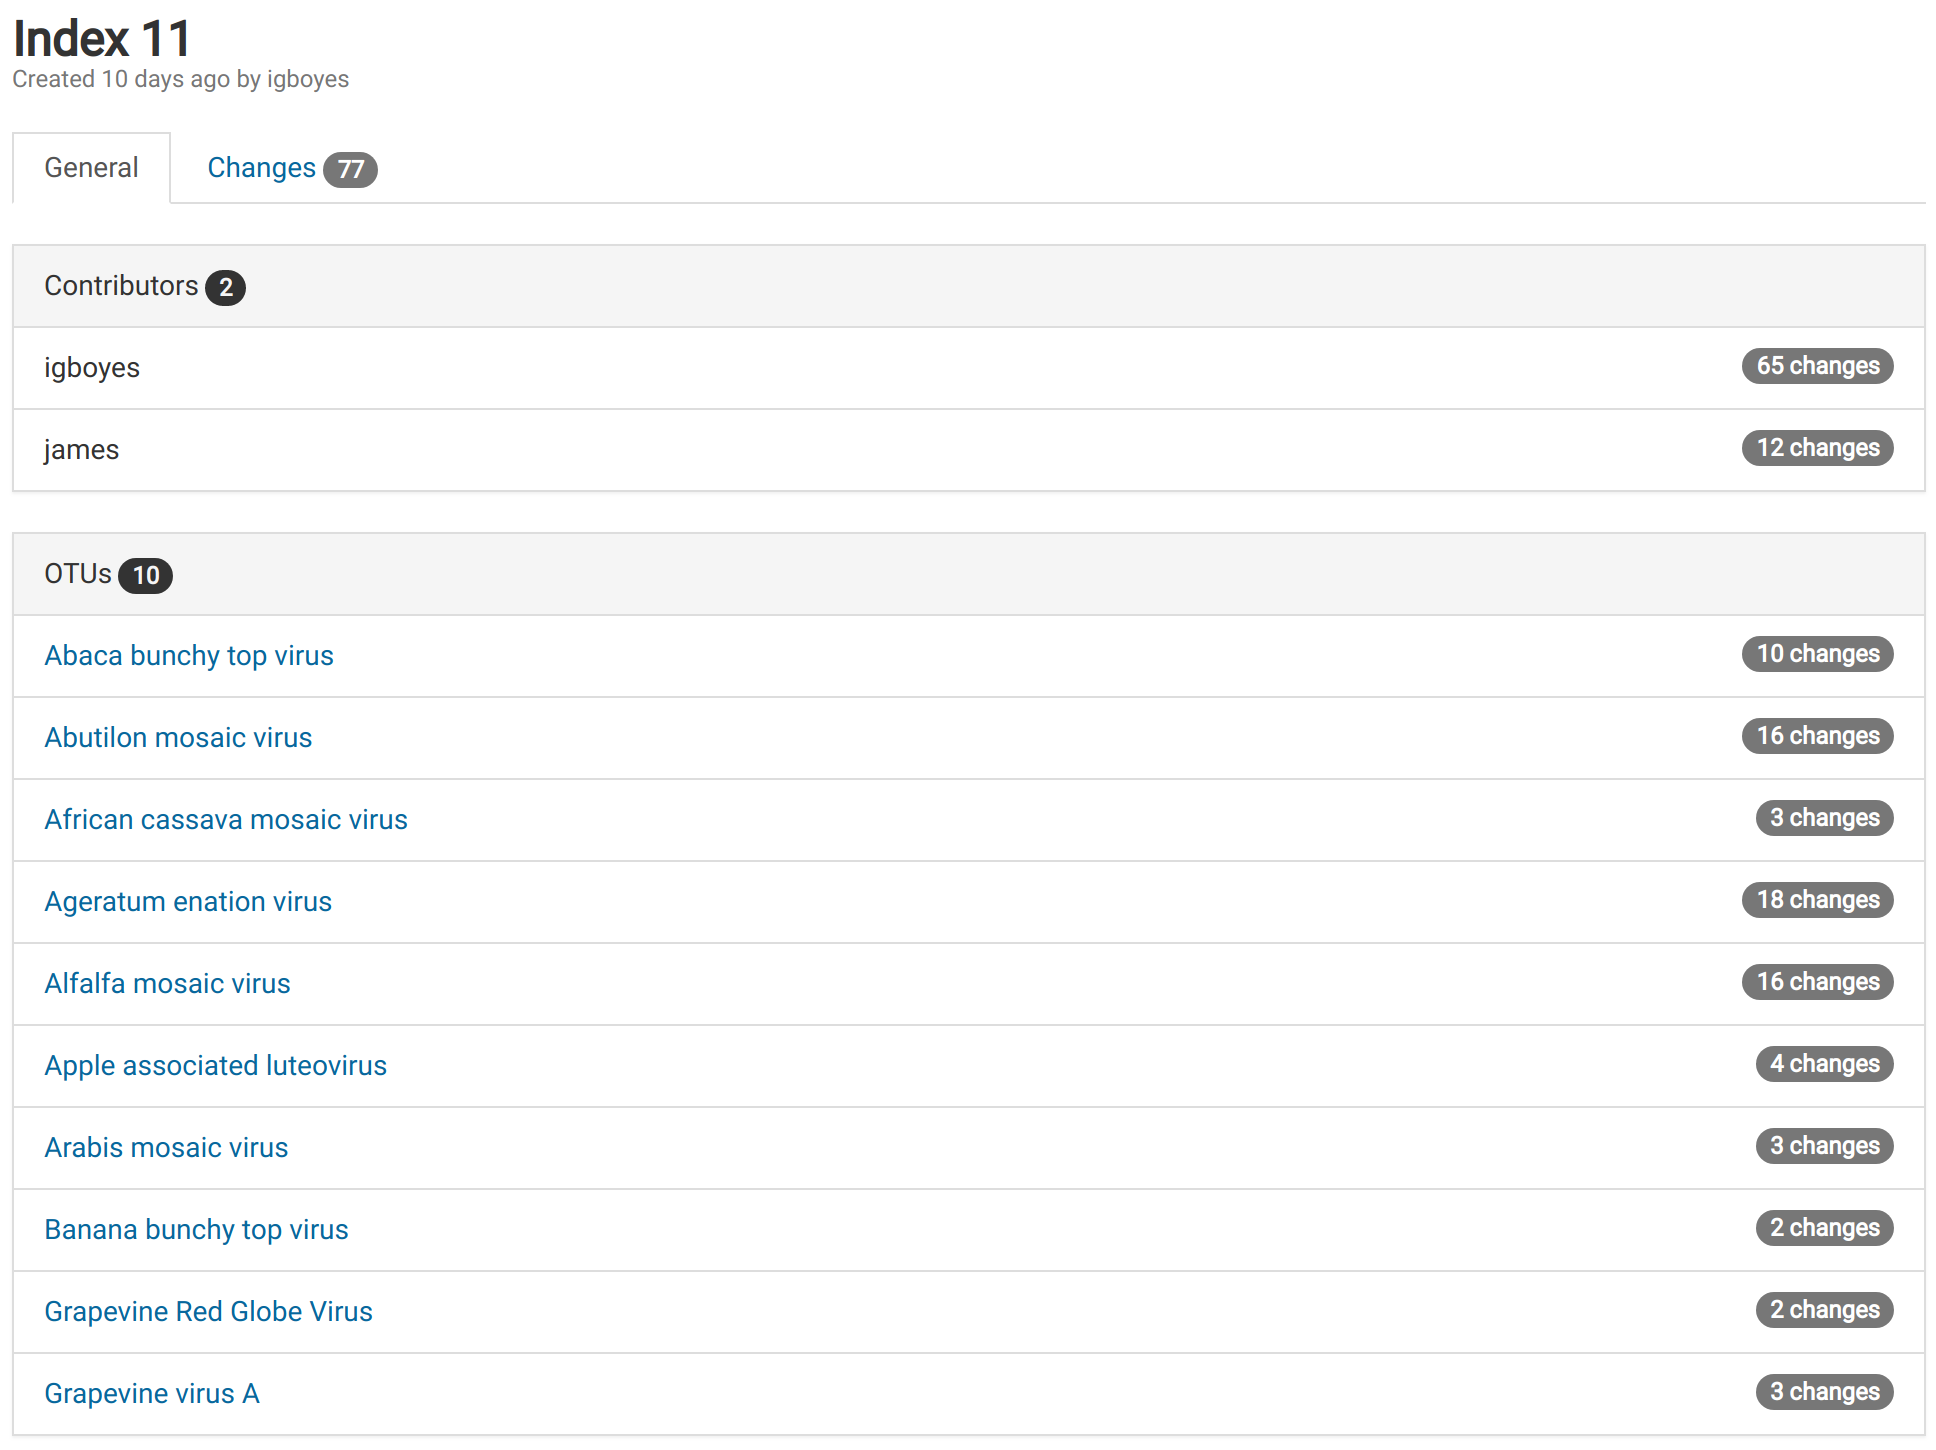 Index 11
Created 10 days ago by igboyes
General Changes 77
Contributors 2
igboyes 65 changes
james 12 changes
OTUs 10
Abaca bunchy top virus 10 changes
Abutilon mosaic virus 16 changes
African cassava mosaic virus 3 changes
Ageratum enation virus 18 changes
Alfalfa mosaic virus 16 changes
Apple associated luteovirus 4 changes
Arabis mosaic virus 3 changes
Banana bunchy top virus 2 changes
Grapevine Red Globe Virus 2 changes
Grapevine virus A 3 changes